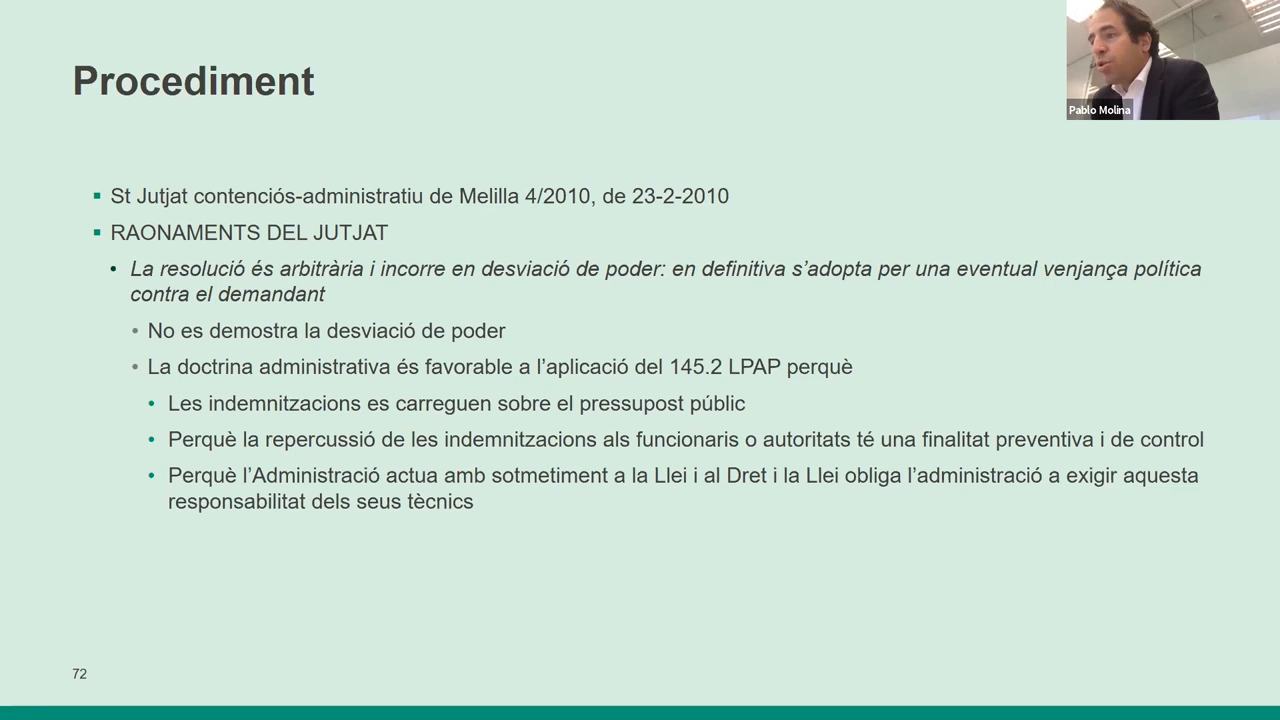 Procediment
Pablo Molina
St Jutjat contenciós-administratiu de Melilla 4/2010, de 23-2-2010
RAONAMENTS DEL JUTJAT
La resolució és arbitrària i incorre en desviació de poder: en definitiva s’adopta per una eventual venjança política
contra el demandant
No es demostra la desviació de poder
La doctrina administrativa és favorable a l’aplicació del 145.2 LPAP perquè
Les indemnitzacions es carreguen sobre el pressupost públic
Perquè la repercussió de les indemnitzacions als funcionaris o autoritats té una finalitat preventiva i de control
Perquè l’Administració actua amb sotmetiment a la Llei i al Dret i la Llei obliga l’administració a exigir aquesta
responsabilitat dels seus tècnics
72